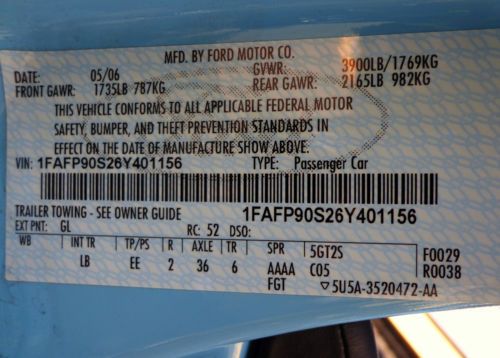 MFD. BY FORD MOTOR CO.
DATE: 05/06 GVWR: 3900LB/1769KG
FRONT GAWR: 1735LB 787KG REAR GAWR: 2165LB 982KG
THIS VEHICLE CONFORMS TO ALL APPLICABLE FEDERAL MOTOR
SAFETY, BUMPER, AND THEFT PREVENTION STANDARDS IN
EFFECT ON THE DATE OF MANUFACTURE SHOW ABOVE.
VIN: 1FAFP90S26Y401156 TYPE: Passenger Car
1FAFP90S26Y401156
TRAILER TOWING - SEE OWNER GUIDE
EXT PNT: GL RC: 52 DSO:
WB INT TR TP/PS R AXLE TR SPR 5GT2S F0029
LB EE 2 36 6 AAAA C05 R0038
FGT ▽5U5A-3520472-AA